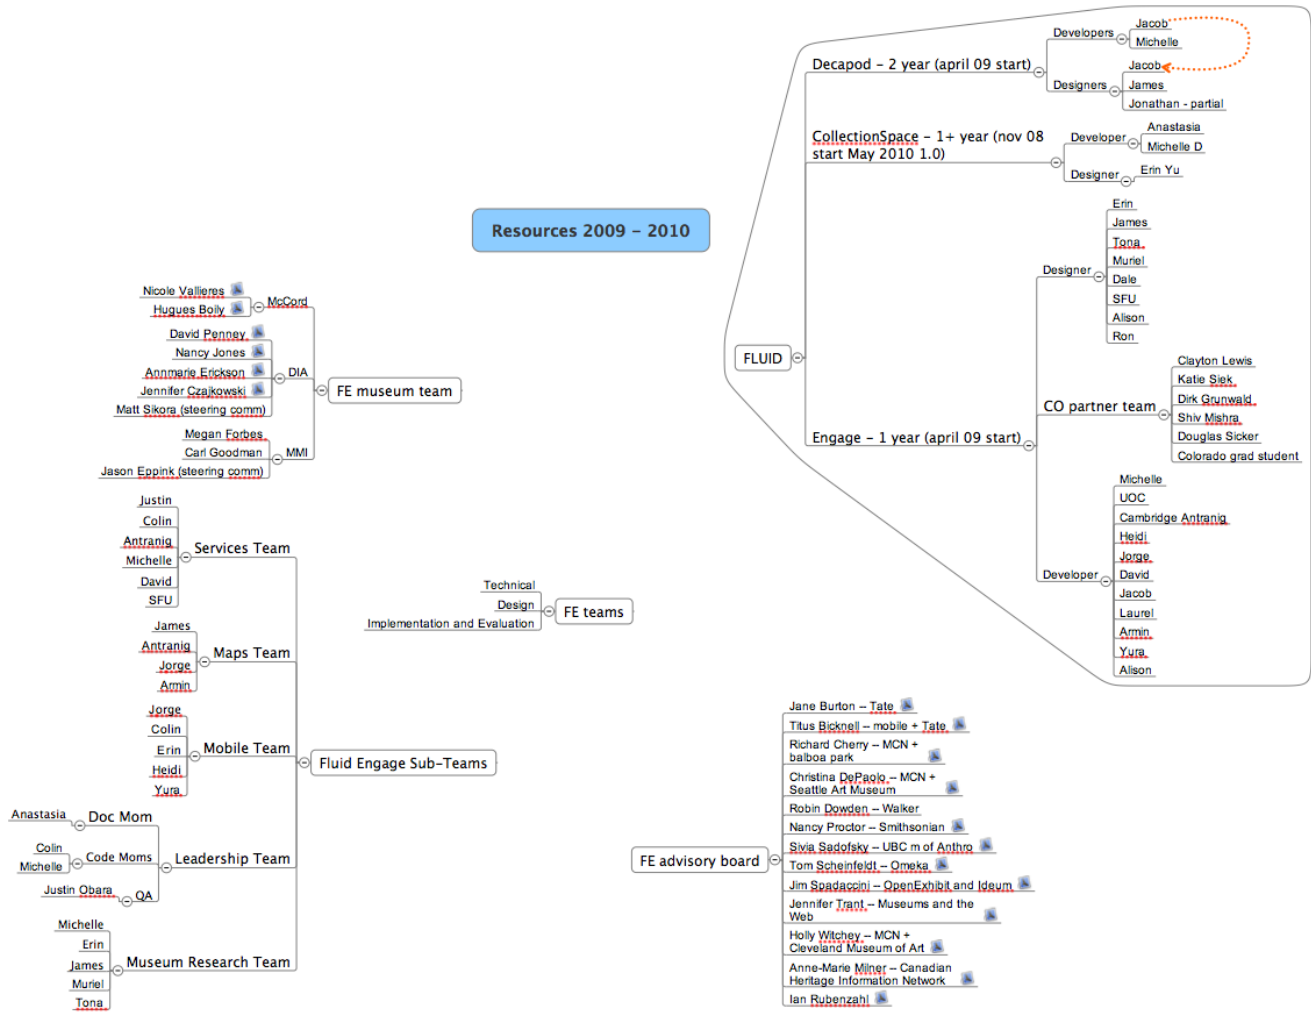 Resources 2009 – 2010
FLUID
Decapod – 2 year (april 09 start)
Developers
Jacob
Michelle
Designers
Jacob
James
Jonathan - partial
CollectionSpace – 1+ year (nov 08
start May 2010 1.0)
Developer
Anastasia
Michelle D
Designer
Erin Yu
Engage – 1 year (april 09 start)
Designer
Erin
James
Tona
Muriel
Dale
SFU
Alison
Ron
CO partner team
Clayton Lewis
Katie Siek
Dirk Grunwald
Shiv Mishra
Douglas Sicker
Colorado grad student
Developer
Michelle
UOC
Cambridge Antranig
Heidi
Jorge
David
Jacob
Laurel
Armin
Yura
Alison
FE museum team
McCord
Nicole Vallieres
Hugues Boily
DIA
David Penney
Nancy Jones
Annmarie Erickson
Jennifer Czajkowski
Matt Sikora (steering comm)
MMI
Megan Forbes
Carl Goodman
Jason Eppink (steering comm)
FE teams
Technical
Design
Implementation and Evaluation
Fluid Engage Sub-Teams
Services Team
Justin
Colin
Antranig
Michelle
David
SFU
Maps Team
James
Antranig
Jorge
Armin
Mobile Team
Jorge
Colin
Erin
Heidi
Yura
Leadership Team
Doc Mom
Anastasia
Code Moms
Colin
Michelle
QA
Justin Obara
Museum Research Team
Michelle
Erin
James
Muriel
Tona
FE advisory board
Jane Burton -- Tate
Titus Bicknell -- mobile + Tate
Richard Cherry -- MCN +
balboa park
Christina DePaolo -- MCN +
Seattle Art Museum
Robin Dowden -- Walker
Nancy Proctor -- Smithsonian
Sivia Sadofsky -- UBC m of Anthro
Tom Scheinfeldt -- Omeka
Jim Spadaccini -- OpenExhibit and Ideum
Jennifer Trant -- Museums and the
Web
Holly Witchey -- MCN +
Cleveland Museum of Art
Anne-Marie Milner -- Canadian
Heritage Information Network
Ian Rubenzahl